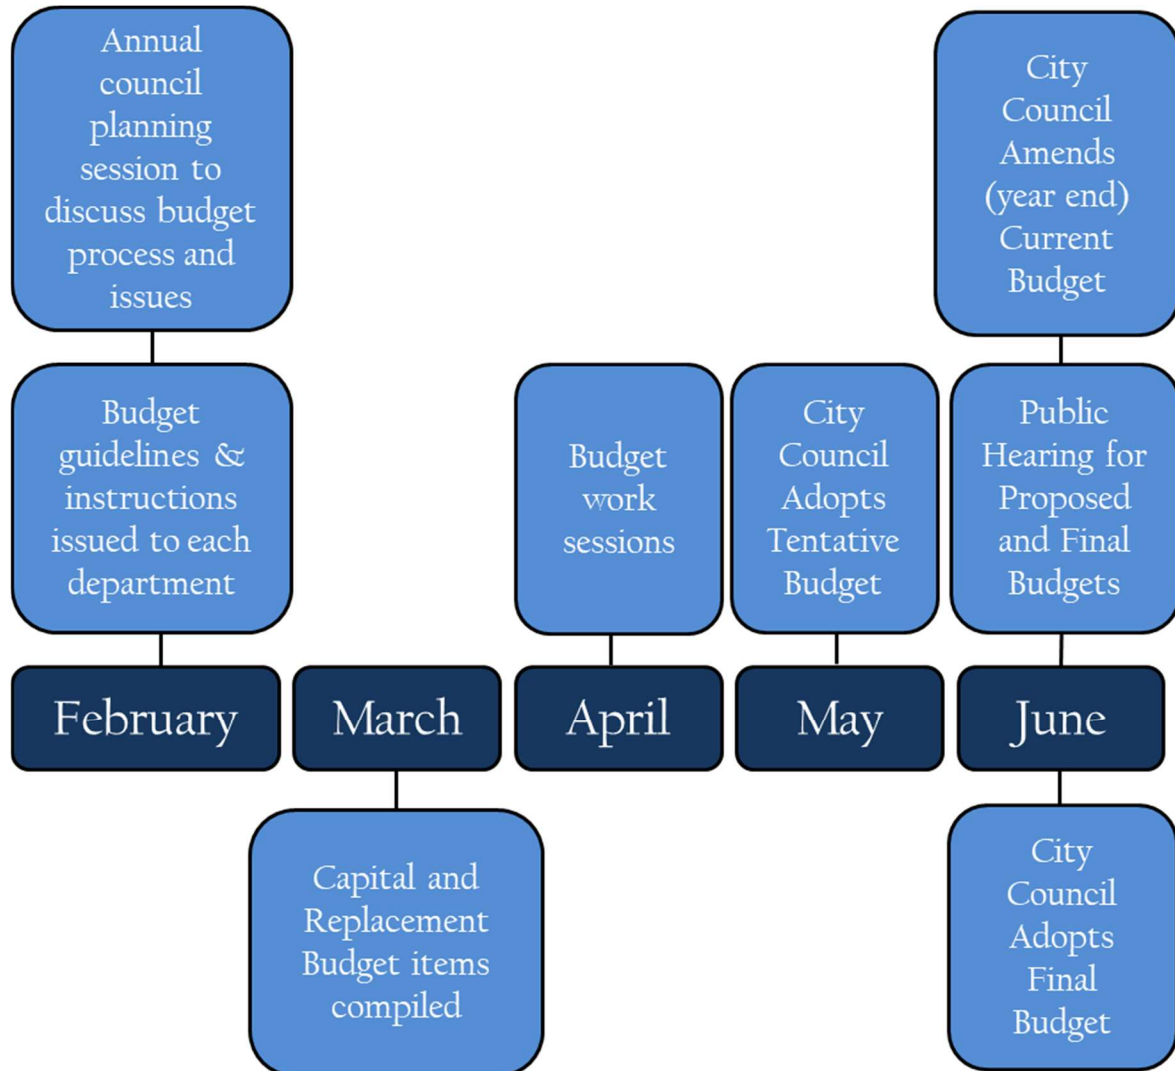 Annual
council
planning
session to
discuss budget
process and
issues
City
Council
Amends
(year end)
Current
Budget
Budget
guidelines &
instructions
issued to each
department
Budget
work
sessions
City
Council
Adopts
Tentative
Budget
Public
Hearing for
Proposed
and Final
Budgets
February
March
April
May
June
Capital and
Replacement
Budget items
compiled
City
Council
Adopts
Final
Budget